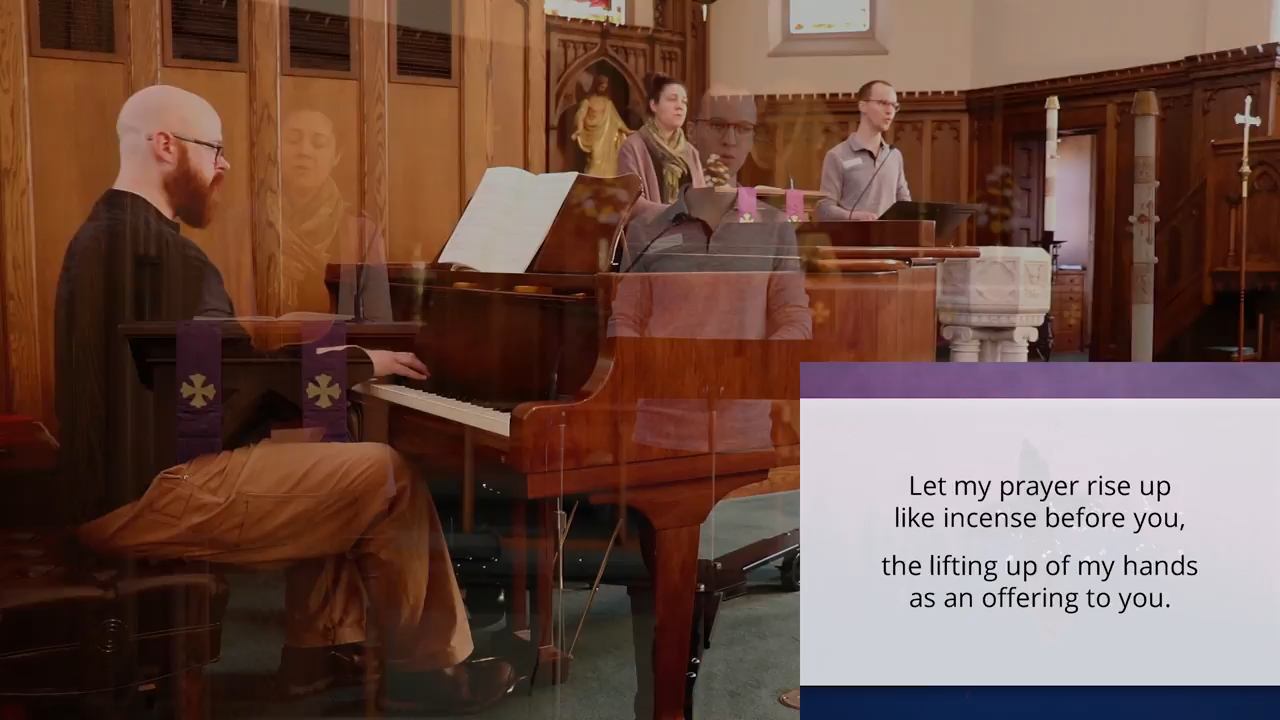 Let my prayer rise up
like incense before you,
the lifting up of my hands
as an offering to you.